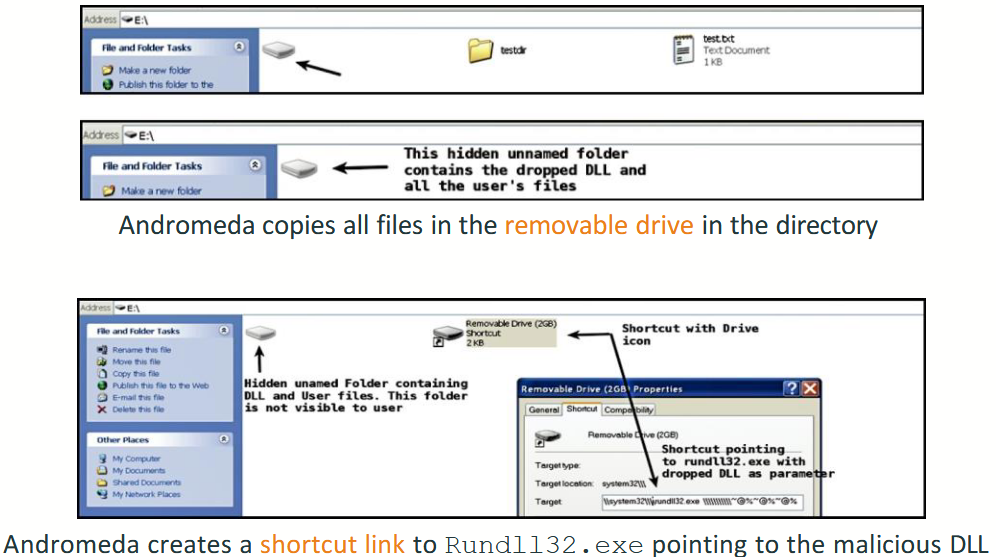 Address E:\
File and Folder Tasks
Make a new folder
Publish this folder to the
testdir
test.txt
Text Document
1 KB
Address E:\
File and Folder Tasks
Make a new folder
This hidden unnamed folder
contains the dropped DLL and
all the user's files
Andromeda copies all files in the removable drive in the directory
Address E:\
File and Folder Tasks
Rename this file
Move this file
Copy this file
Publish this file to the Web
E-mail this file
Delete this file
Other Places
My Computer
My Documents
Shared Documents
My Network Places
Hidden unamed Folder containing
DLL and User files. This folder
is not visible to user
Removable Drive (2GB)
Shortcut
2 KB
Shortcut with Drive
icon
Removable Drive (2GB) Properties
General Shortcut Compatibility
Removable Drive (2GB)
Shortcut pointing
to rundll32.exe with
dropped DLL as parameter
Target type:
Target location: system32\\\
Target:
Andromeda creates a shortcut link to Rundll32.exe pointing to the malicious DLL